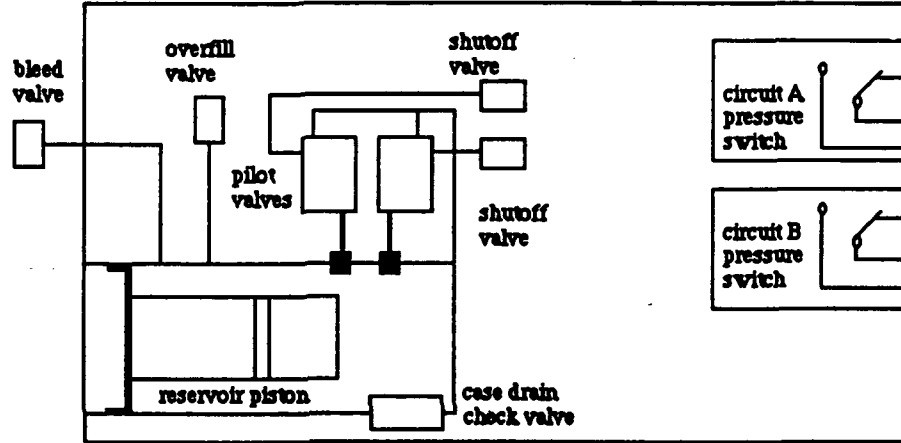 bleed
valve
overfill
valve
shutoff
valve
pilot
valves
shutoff
valve
reservoir piston
case drain
check valve
circuit A
pressure
switch
circuit B
pressure
switch